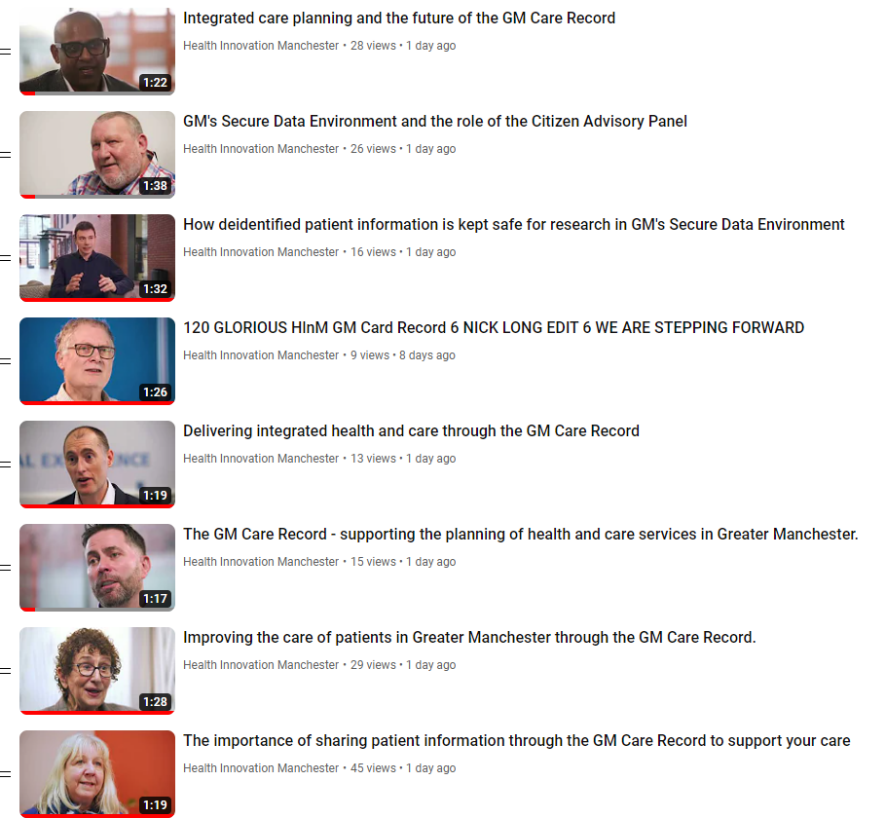 Integrated care planning and the future of the GM Care Record
Health Innovation Manchester • 28 views • 1 day ago
1:22
GM's Secure Data Environment and the role of the Citizen Advisory Panel
Health Innovation Manchester • 26 views • 1 day ago
1:38
How deidentified patient information is kept safe for research in GM's Secure Data Environment
Health Innovation Manchester • 16 views • 1 day ago
1:32
120 GLORIOUS HInM GM Card Record 6 NICK LONG EDIT 6 WE ARE STEPPING FORWARD
Health Innovation Manchester • 9 views • 8 days ago
1:26
Delivering integrated health and care through the GM Care Record
Health Innovation Manchester • 13 views • 1 day ago
1:19
The GM Care Record - supporting the planning of health and care services in Greater Manchester.
Health Innovation Manchester • 15 views • 1 day ago
1:17
Improving the care of patients in Greater Manchester through the GM Care Record.
Health Innovation Manchester • 29 views • 1 day ago
1:28
The importance of sharing patient information through the GM Care Record to support your care
Health Innovation Manchester • 45 views • 1 day ago
1:19